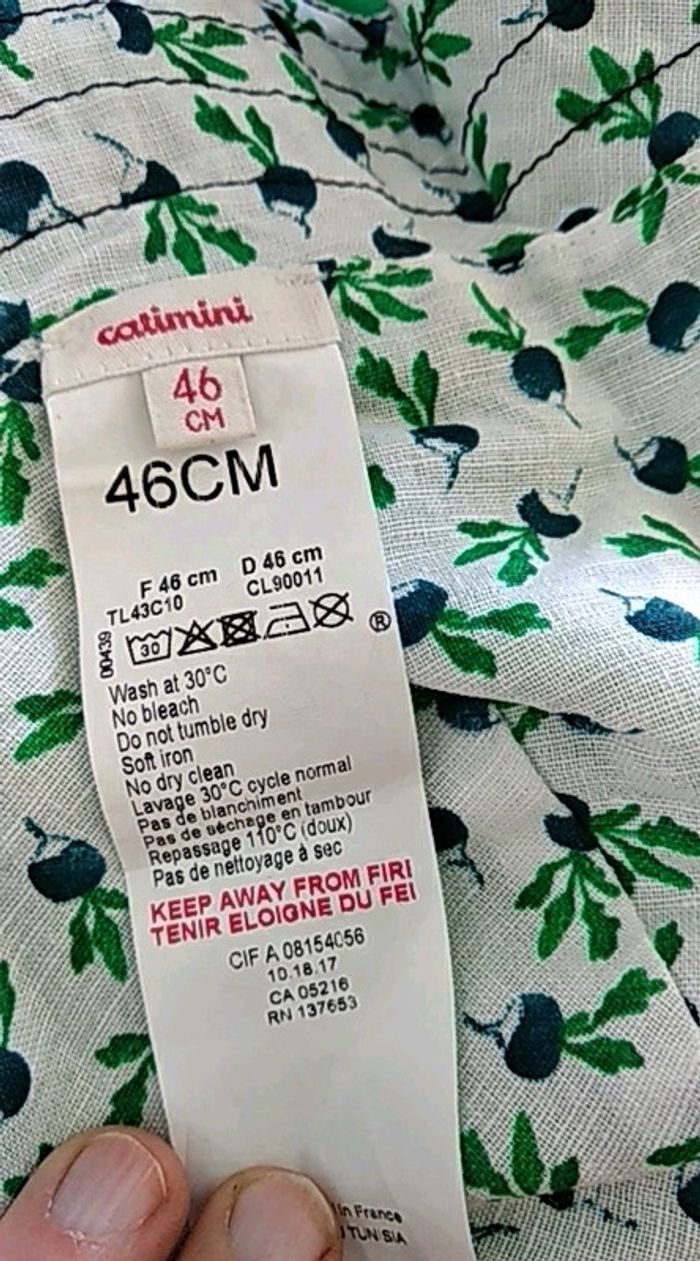 catimini
46
CM
46CM
F 46 cm D 46 cm
TL43C10 CL90011
00439
30
®
Wash at 30°C
No bleach
Do not tumble dry
Soft iron
No dry clean
Lavage 30°C cycle normal
Pas de blanchiment
Pas de séchage en tambour
Repassage 110°C (doux)
Pas de nettoyage à sec
KEEP AWAY FROM FIR
TENIR ELOIGNE DU FE
CIF A 08154056
10.18.17
CA 05216
RN 137653
in France
TUNISIA